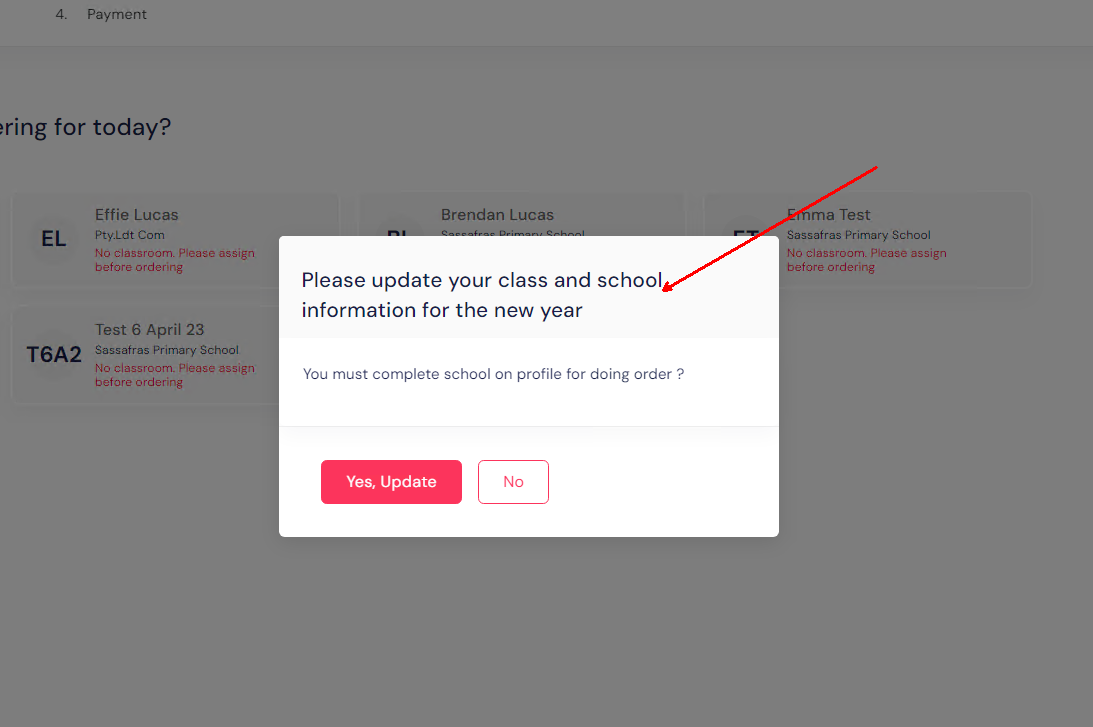 4. Payment
ering for today?
EL
Effie Lucas
Pty.Ldt Com
No classroom. Please assign
before ordering
Brendan Lucas
Sassafras Primary School
Emma Test
Sassafras Primary School
No classroom. Please assign
before ordering
T6A2
Test 6 April 23
Sassafras Primary School
No classroom. Please assign
before ordering
Please update your class and school
information for the new year
You must complete school on profile for doing order ?
Yes, Update
No